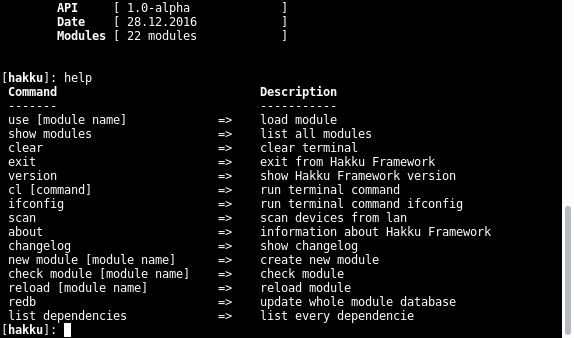 API [ 1.0-alpha ]
Date [ 28.12.2016 ]
Modules [ 22 modules ]
[hakku]: help
Command Description
------- -----------
use [module name] => load module
show modules => list all modules
clear => clear terminal
exit => exit from Hakku Framework
version => show Hakku Framework version
cl [command] => run terminal command
ifconfig => run terminal command ifconfig
scan => scan devices from lan
about => information about Hakku Framework
changelog => show changelog
new module [module name] => create new module
check module [module name] => check module
reload [module name] => reload module
redb => update whole module database
list dependencies => list every dependencie
[hakku]: